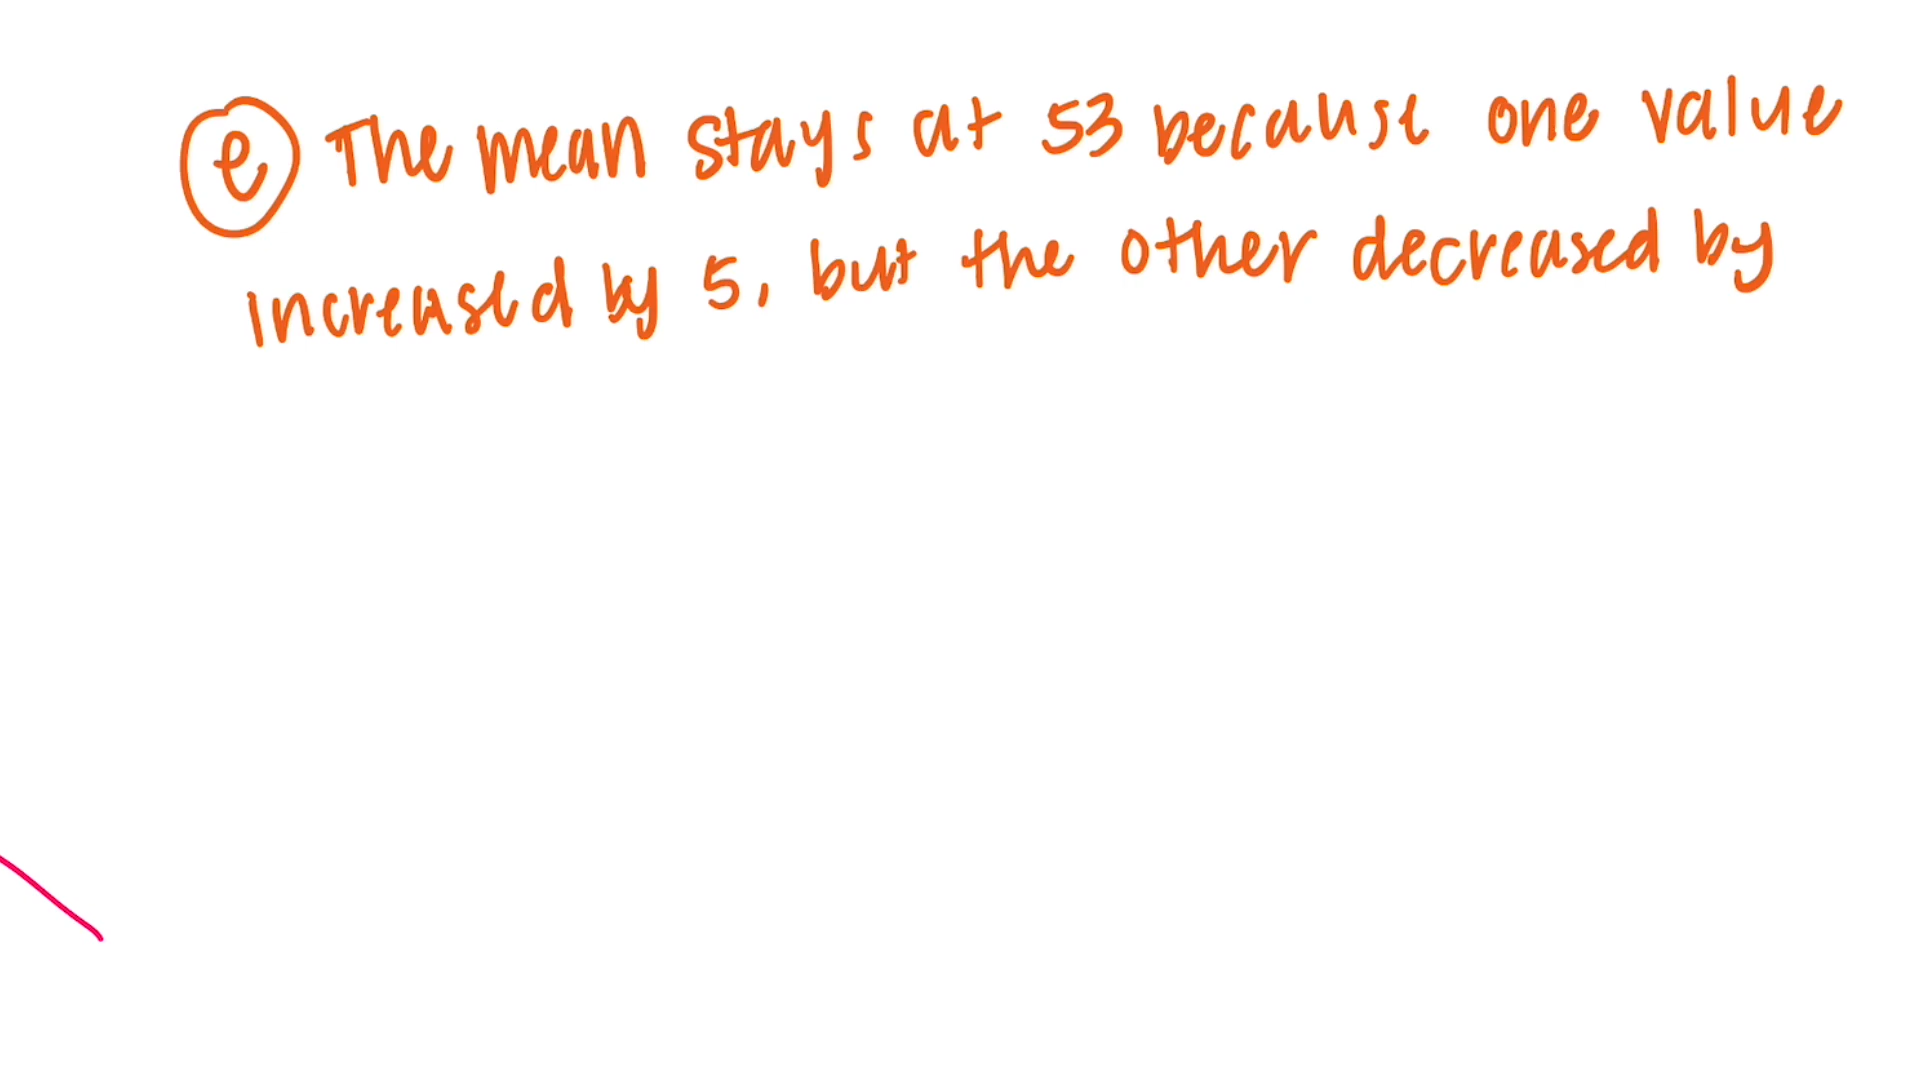 e The mean stays at 53 because one value
increased by 5, but the other decreased by